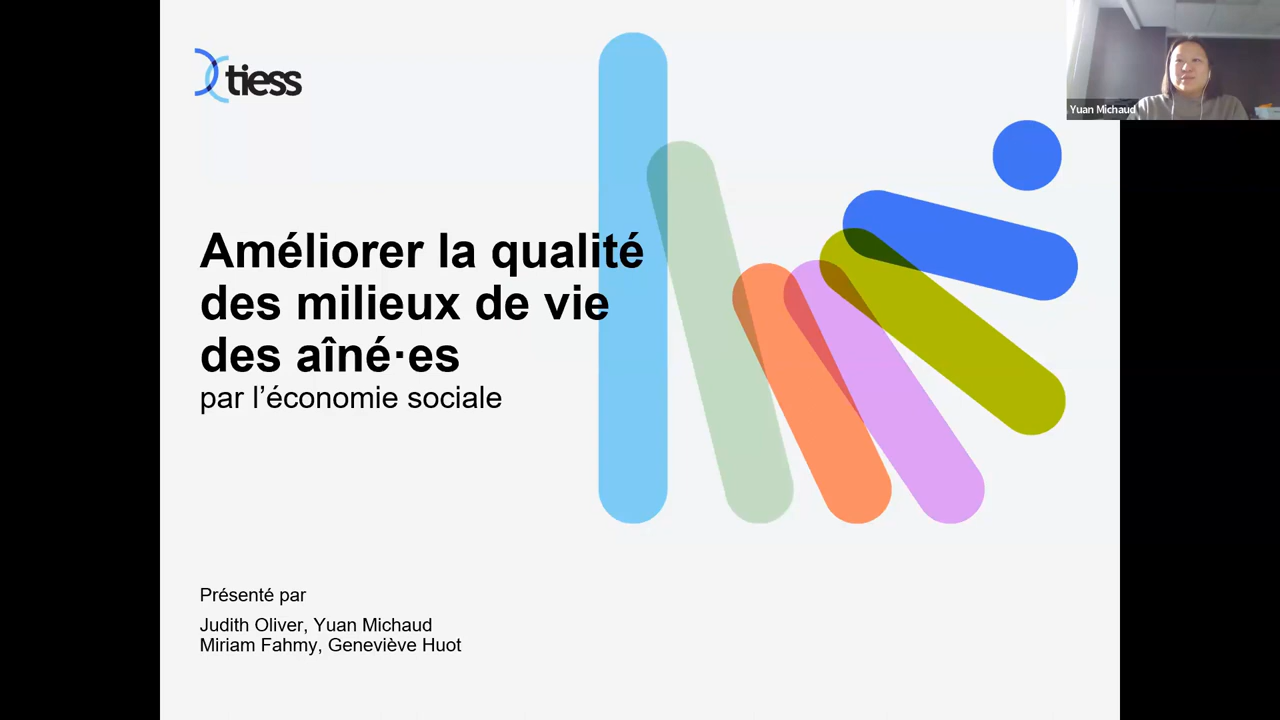 tiess
Yuan Michaud
Améliorer la qualité
des milieux de vie
des aîné·es
par l’économie sociale
Présenté par
Judith Oliver, Yuan Michaud
Miriam Fahmy, Geneviève Huot